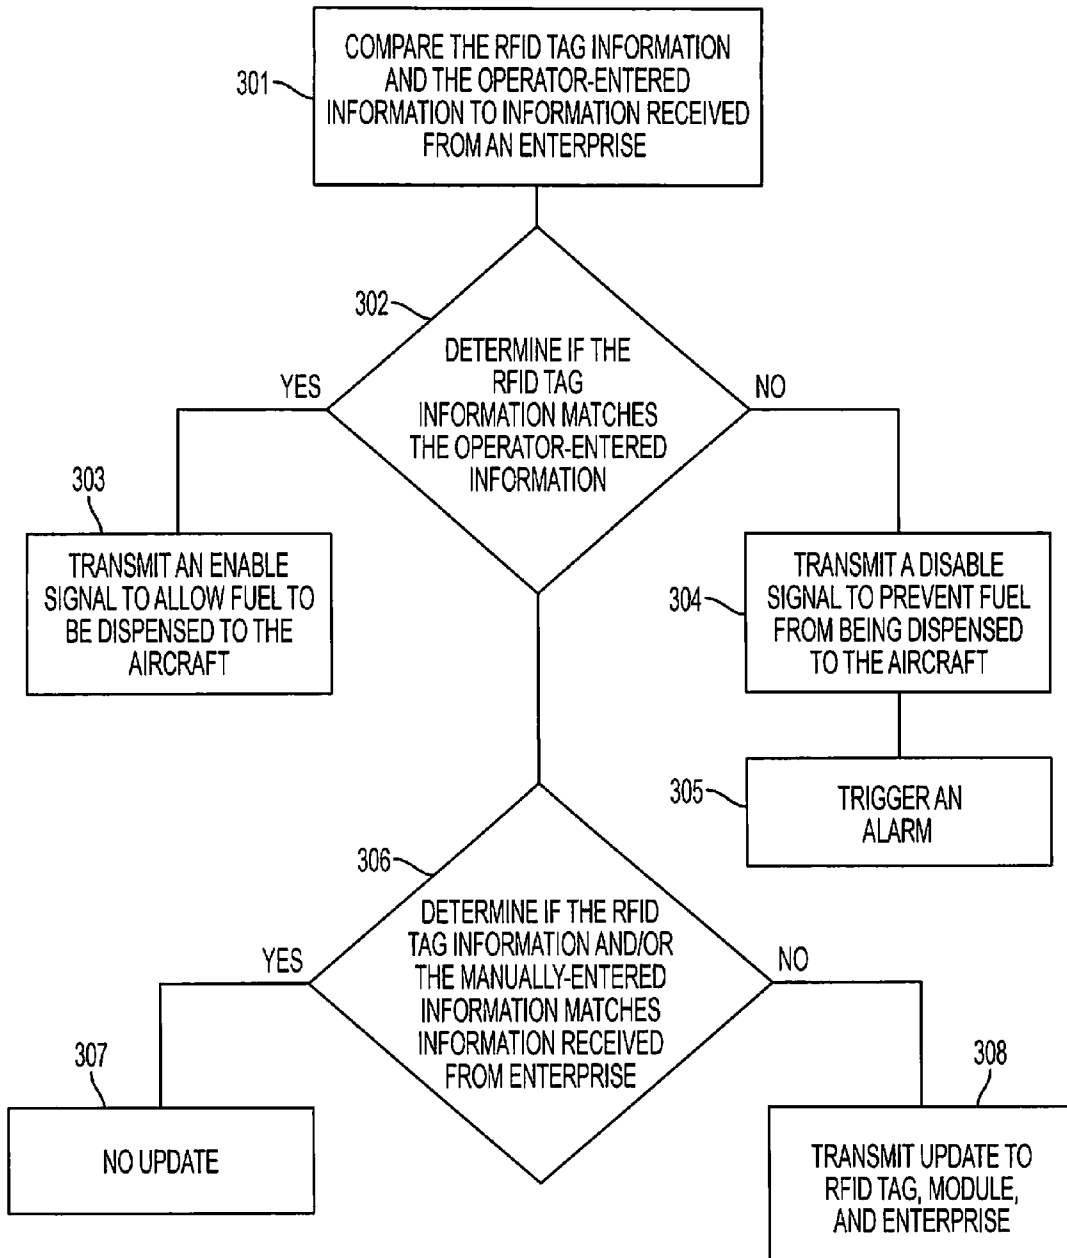 301
COMPARE THE RFID TAG INFORMATION
AND THE OPERATOR-ENTERED
INFORMATION TO INFORMATION RECEIVED
FROM AN ENTERPRISE
302
DETERMINE IF THE
RFID TAG
INFORMATION MATCHES
THE OPERATOR-ENTERED
INFORMATION
YES
NO
303
TRANSMIT AN ENABLE
SIGNAL TO ALLOW FUEL TO
BE DISPENSED TO THE
AIRCRAFT
304
TRANSMIT A DISABLE
SIGNAL TO PREVENT FUEL
FROM BEING DISPENSED
TO THE AIRCRAFT
305
TRIGGER AN
ALARM
306
DETERMINE IF THE RFID
TAG INFORMATION AND/OR
THE MANUALLY-ENTERED
INFORMATION MATCHES
INFORMATION RECEIVED
FROM ENTERPRISE
YES
NO
307
NO UPDATE
308
TRANSMIT UPDATE TO
RFID TAG, MODULE,
AND ENTERPRISE